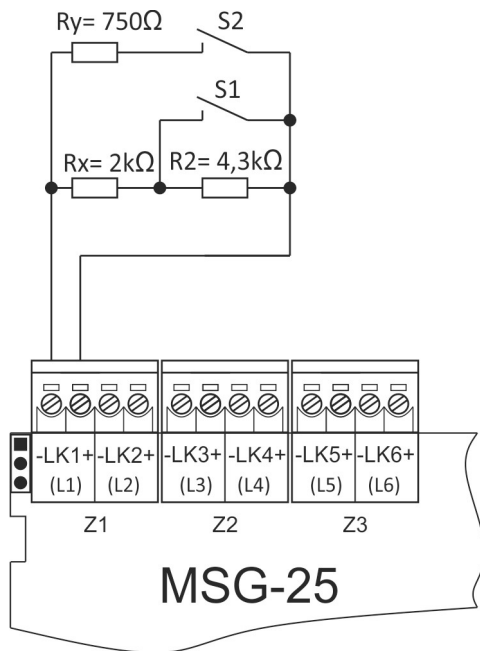 Ry= 750Ω
S2
S1
Rx= 2kΩ
R2= 4,3kΩ
-LK1+ -LK2+ -LK3+ -LK4+ -LK5+ -LK6+
(L1) (L2) (L3) (L4) (L5) (L6)
Z1 Z2 Z3
MSG-25